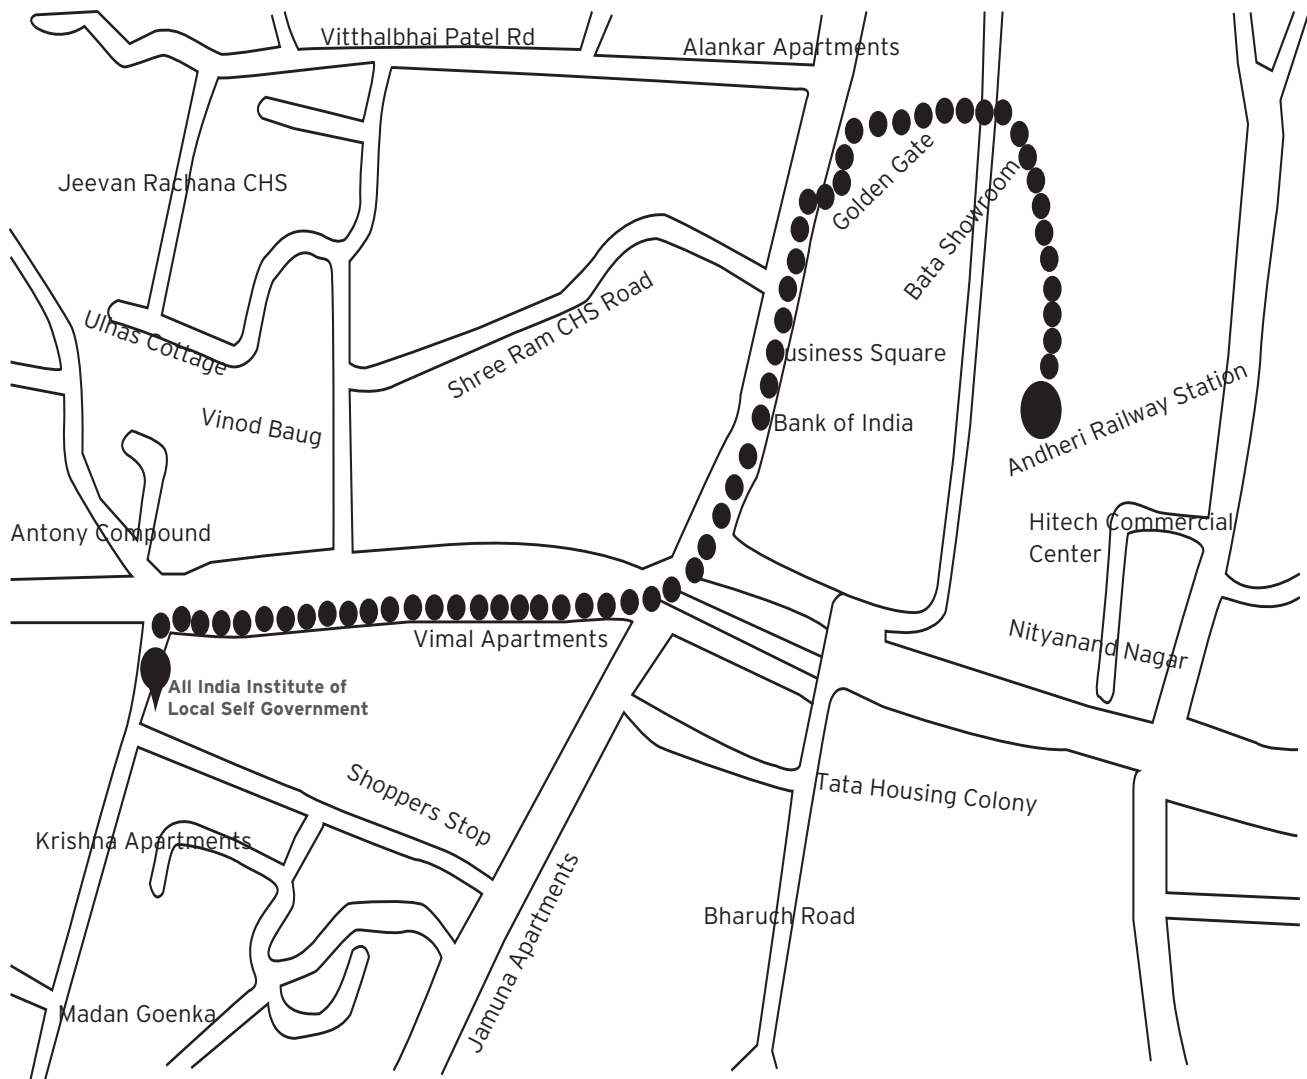 Vitthalbhai Patel Rd
Alankar Apartments
Golden Gate
Jeevan Rachana CHS
Bata Showroom
Shree Ram CHS Road
Ulhas Cottage
usiness Square
Vinod Baug
Bank of India
Andheri Railway Station
Antony Compound
Hitech Commercial
Center
Vimal Apartments
Nityanand Nagar
All India Institute of
Local Self Government
Shoppers Stop
Tata Housing Colony
Krishna Apartments
Jamuna Apartments
Bharuch Road
Madan Goenka